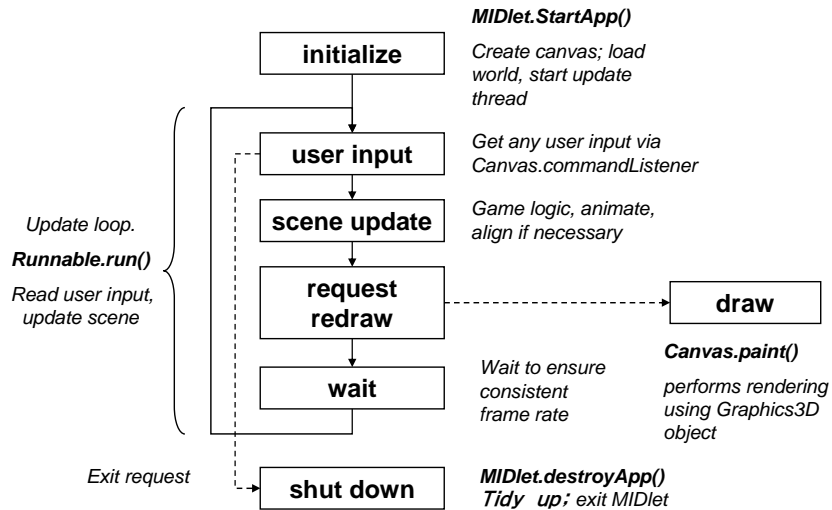 MIDlet.StartApp()
initialize
Create canvas; load
world, start update
thread
user input
Get any user input via
Canvas.commandListener
scene update
Game logic, animate,
align if necessary
Update loop.
Runnable.run()
Read user input,
update scene
request
redraw
draw
Canvas.paint()
performs rendering
using Graphics3D
object
wait
Wait to ensure
consistent
frame rate
Exit request
shut down
MIDlet.destroyApp()
Tidy up; exit MIDlet